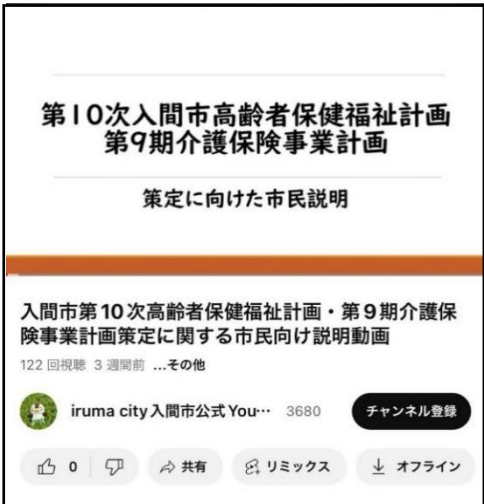 第10次入間市高齢者保健福祉計画
第9期介護保険事業計画
策定に向けた市民説明
入間市第10次高齢者保健福祉計画・第9期介護保
険事業計画策定に関する市民向け説明動画
122 回視聴 3 週間前 ...その他
iruma city入間市公式You… 3680 チャンネル登録
0 共有 リミックス オフライン